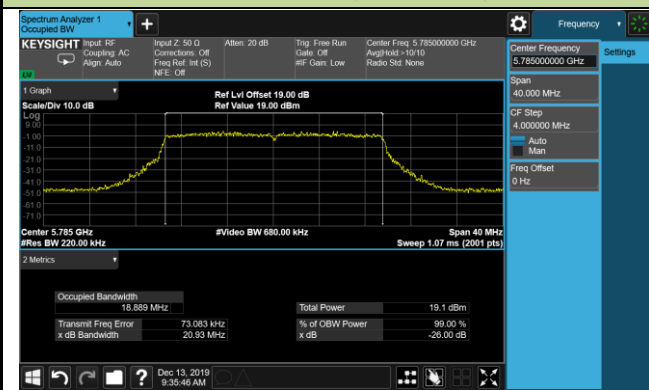 Spectrum Analyzer 1
Occupied BW
+
Frequency
KEYSIGHT
Input: RF
Coupling: AC
Align: Auto
Input Z: 50 Ω
Corrections: Off
Freq Ref: Int (S)
NFE: Off
Atten: 20 dB
Trig: Free Run
Gate: Off
#IF Gain: Low
Center Freq: 5.785000000 GHz
Avg|Hold:>10/10
Radio Std: None
Center Frequency
5.785000000 GHz
Settings
Span
40.000 MHz
CF Step
4.000000 MHz
Auto
Man
Freq Offset
0 Hz
1 Graph
Scale/Div 10.0 dB
Ref Lvl Offset 19.00 dB
Ref Value 19.00 dBm
Log
9.00
-1.00
-11.0
-21.0
-31.0
-41.0
-51.0
-61.0
-71.0
Center 5.785 GHz
#Res BW 220.00 kHz
#Video BW 680.00 kHz
Span 40 MHz
Sweep 1.07 ms (2001 pts)
2 Metrics
Occupied Bandwidth
18.889 MHz
Total Power 19.1 dBm
Transmit Freq Error 73.083 kHz
% of OBW Power 99.00 %
x dB Bandwidth 20.93 MHz
x dB -26.00 dB
?
Dec 13, 2019
9:35:46 AM